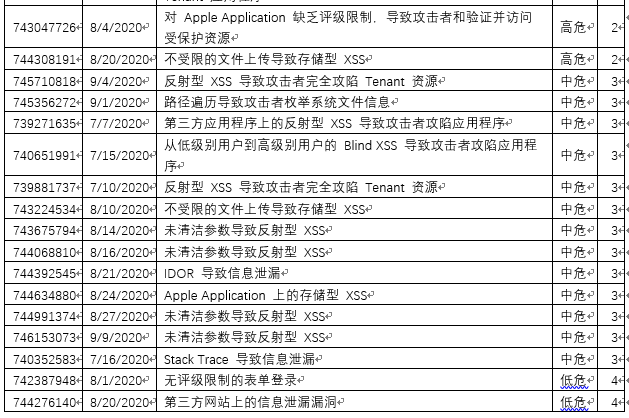 743047726 8/4/2020 对 Apple Application 缺乏评级限制，导致攻击者和验证并访问 高危 2
受保护资源
744308191 8/20/2020 不受限的文件上传导致存储型 XSS 高危 2
745710818 9/4/2020 反射型 XSS 导致攻击者完全攻陷 Tenant 资源 中危 3
745356272 9/1/2020 路径遍历导致攻击者枚举系统文件信息 中危 3
739271635 7/7/2020 第三方应用程序上的反射型 XSS 导致攻击者攻陷应用程序 中危 3
740651991 7/15/2020 从低级别用户到高级别用户的 Blind XSS 导致攻击者攻陷应用程 中危 3
序
739881737 7/10/2020 反射型 XSS 导致攻击者完全攻陷 Tenant 资源 中危 3
743224534 8/10/2020 不受限的文件上传导致存储型 XSS 中危 3
743675794 8/14/2020 未清洁参数导致反射型 XSS 中危 3
744068810 8/16/2020 未清洁参数导致反射型 XSS 中危 3
744392545 8/21/2020 IDOR 导致信息泄漏 中危 3
744634880 8/24/2020 Apple Application 上的存储型 XSS 中危 3
744991374 8/27/2020 未清洁参数导致反射型 XSS 中危 3
746153073 9/9/2020 未清洁参数导致反射型 XSS 中危 3
740352583 7/16/2020 Stack Trace 导致信息泄漏 中危 3
742387948 8/1/2020 无评级限制的表单登录 低危 4
744276140 8/20/2020 第三方网站上的信息泄漏漏洞 低危 4